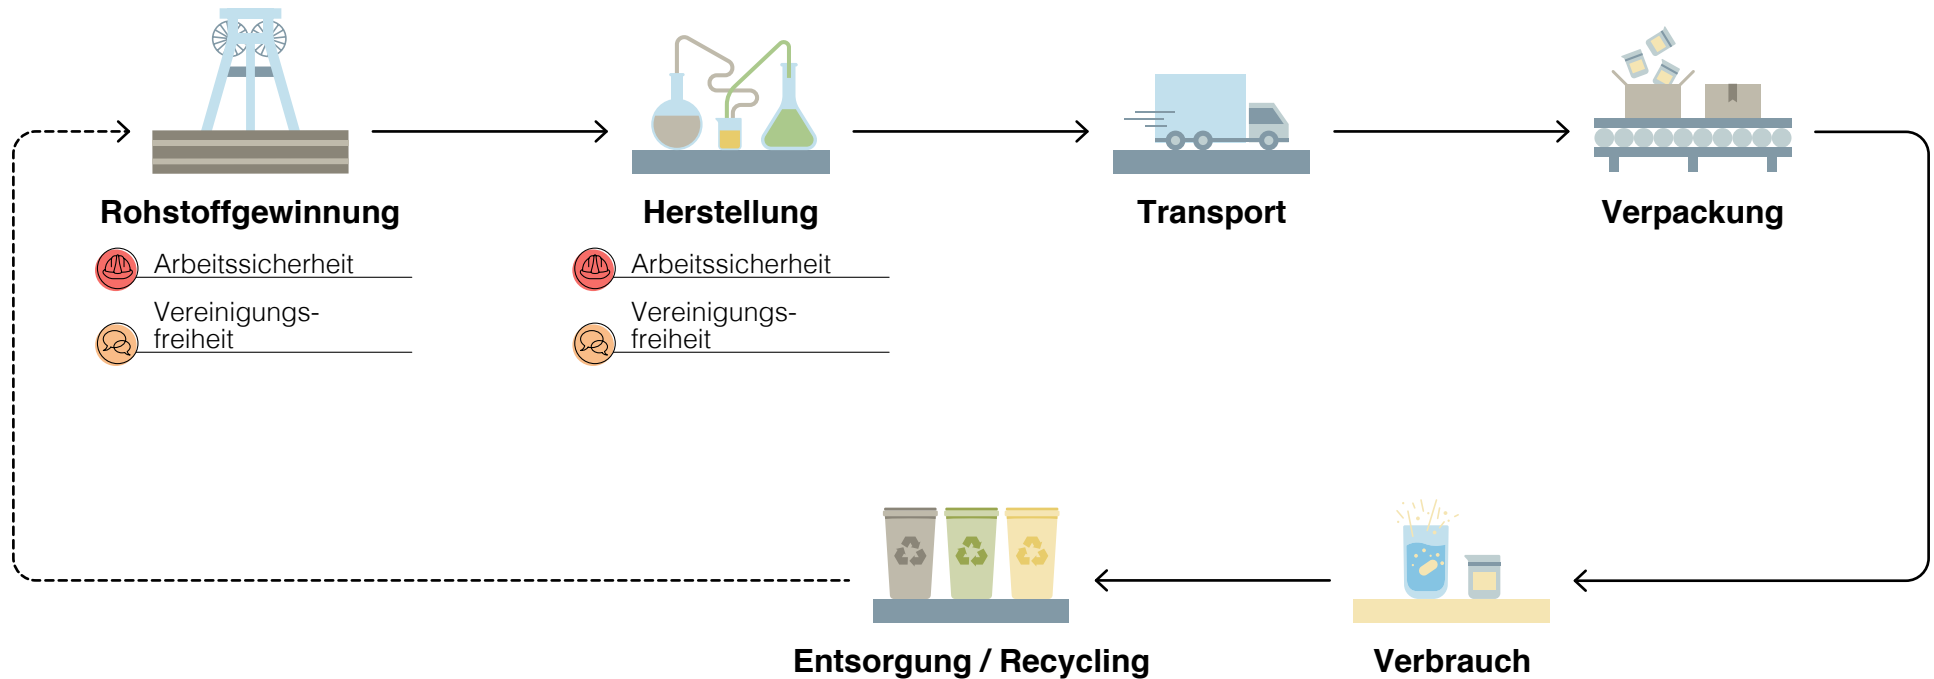 Rohstoffgewinnung
Arbeitssicherheit
Vereinigungs-
freiheit
Herstellung
Arbeitssicherheit
Vereinigungs-
freiheit
Transport
Verpackung
Entsorgung / Recycling
Verbrauch